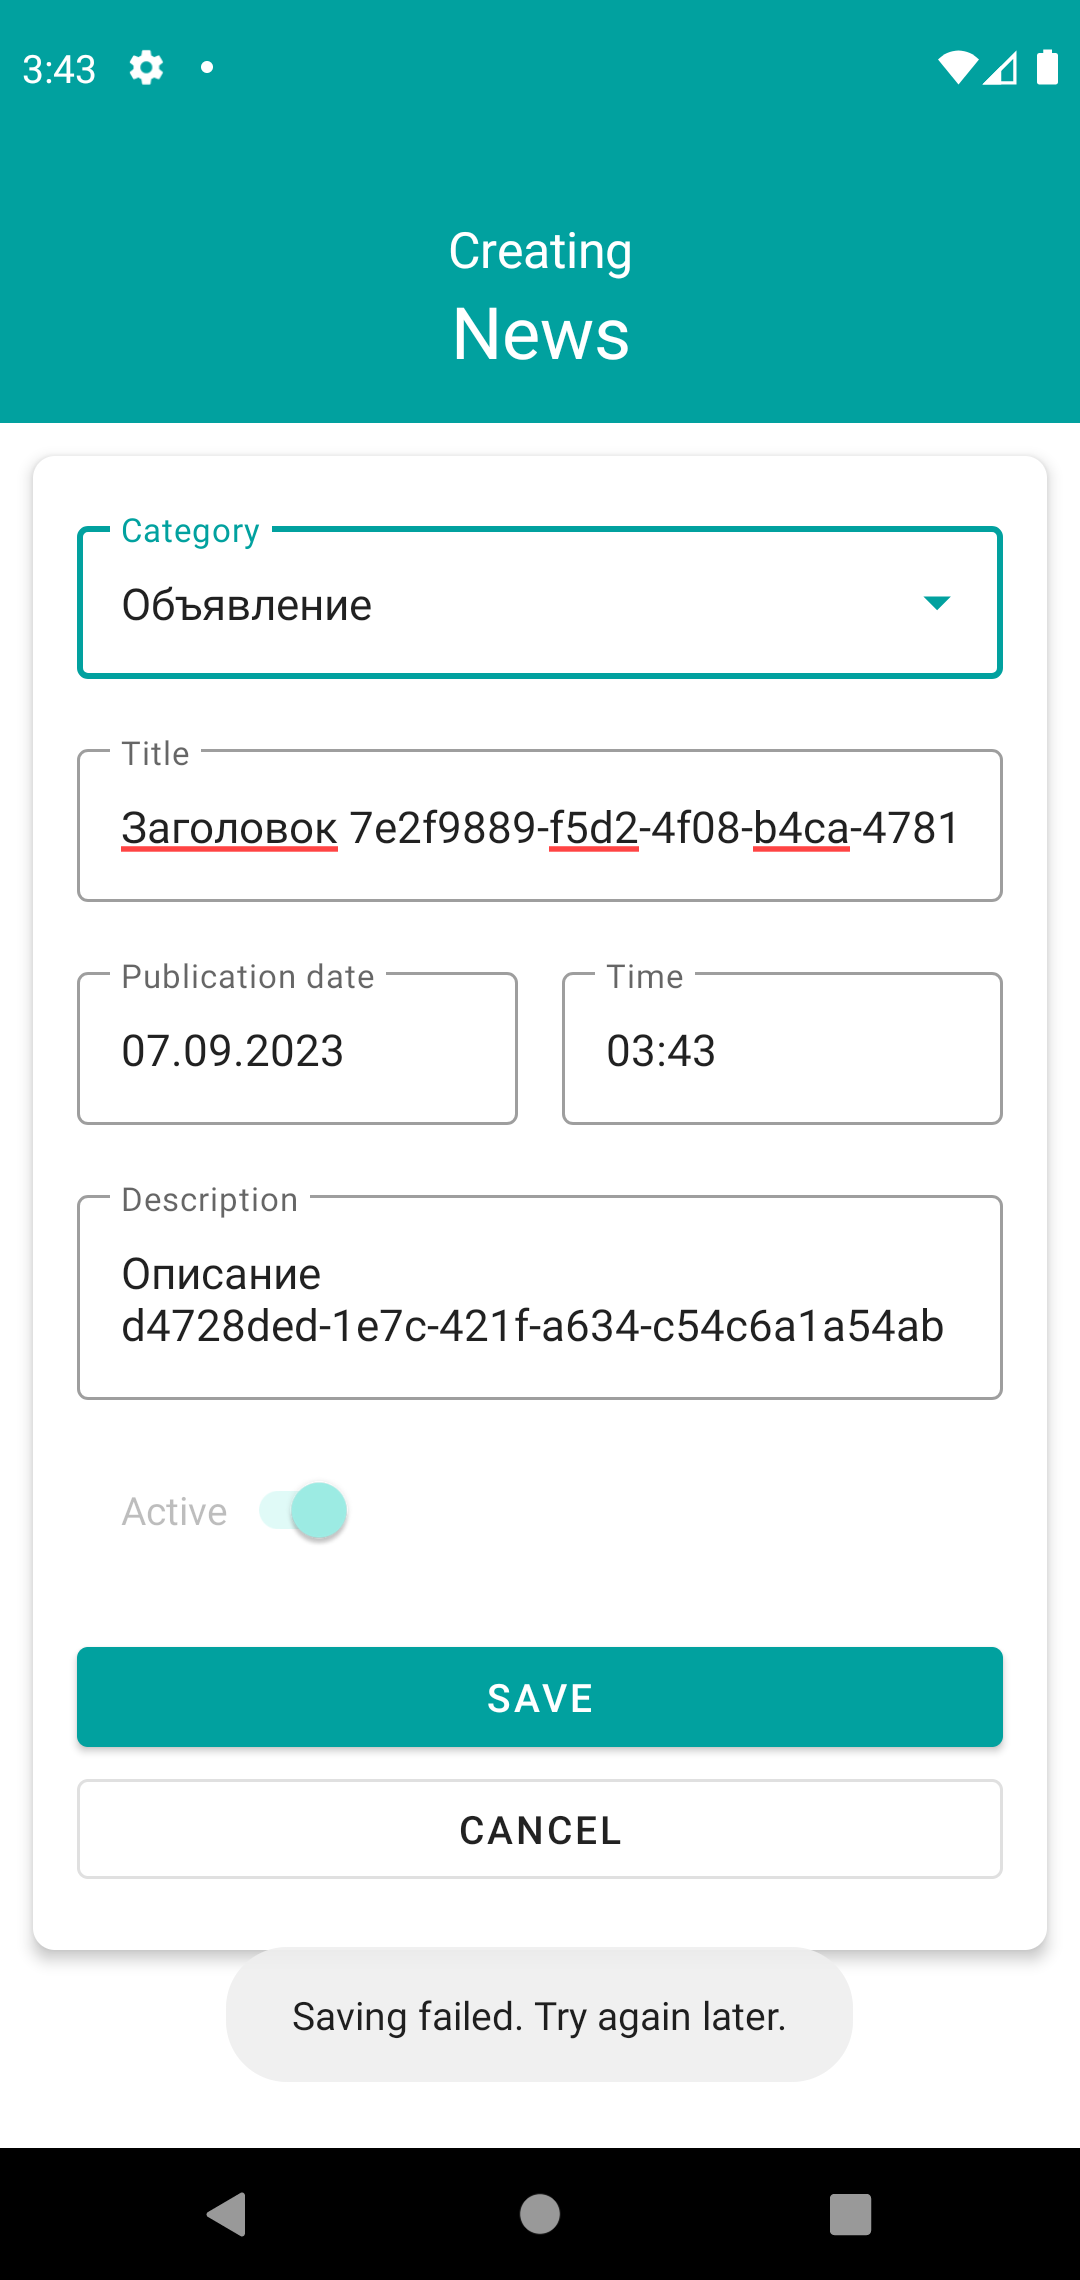 3:43
Creating
News
Category
Объявление
Title
Заголовок 7e2f9889-f5d2-4f08-b4ca-4781
Publication date
07.09.2023
Time
03:43
Description
Описание
d4728ded-1e7c-421f-a634-c54c6a1a54ab
Active
SAVE
CANCEL
Saving failed. Try again later.